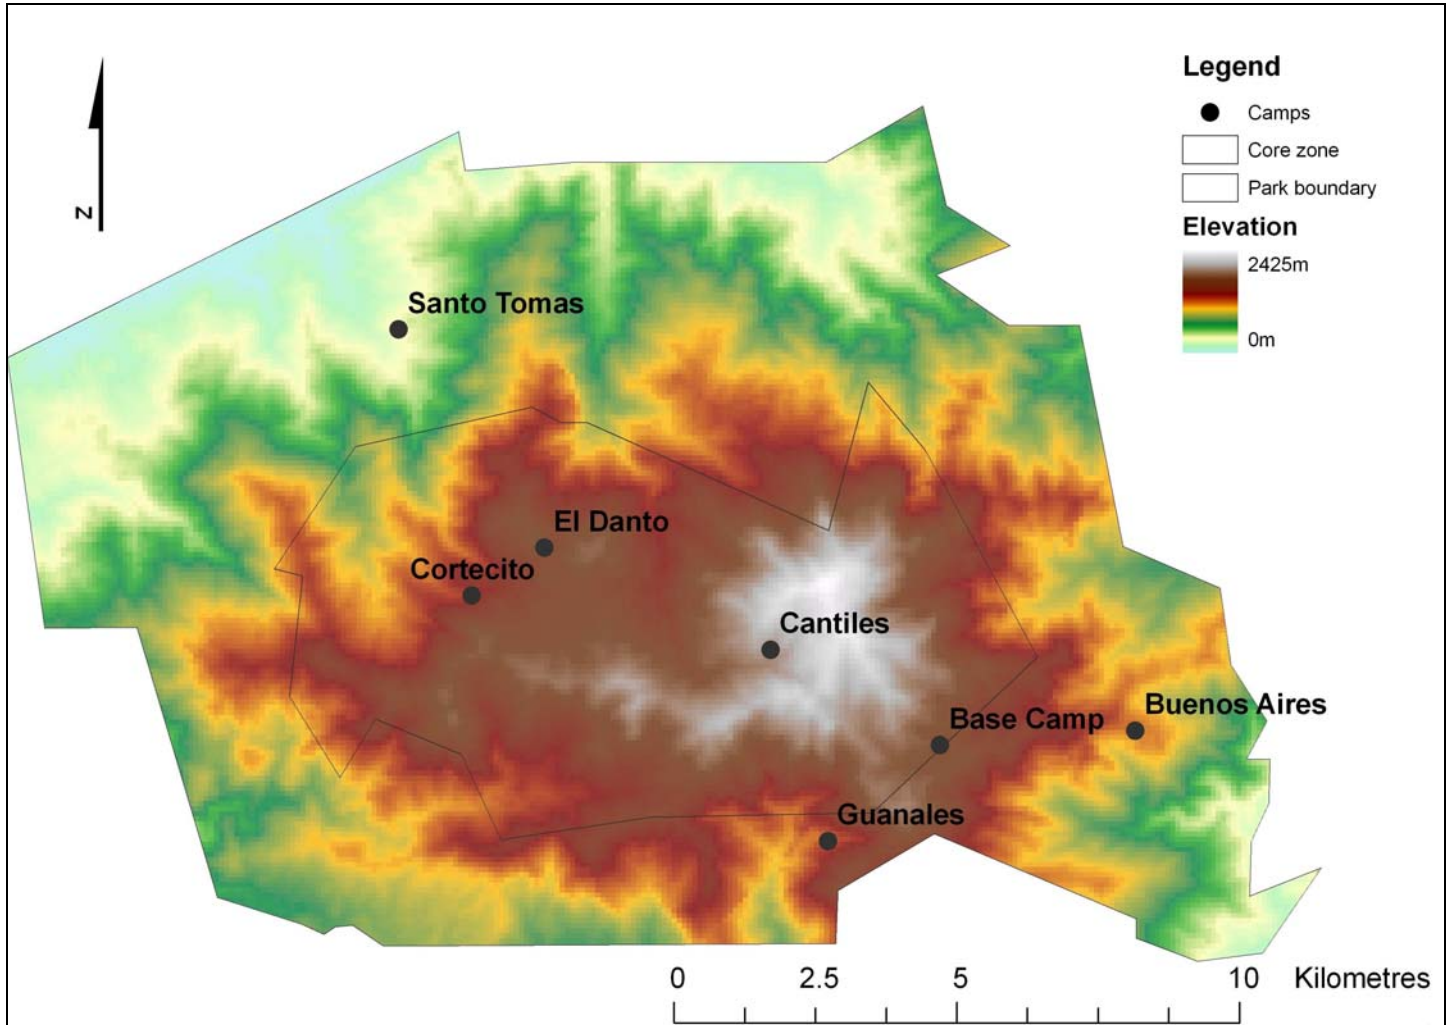 Legend
Camps
Core zone
Park boundary
Elevation
2425m
0m
N
Santo Tomas
El Danto
Cortecito
Cantiles
Buenos Aires
Base Camp
Guanales
0 2.5 5 10 Kilometres